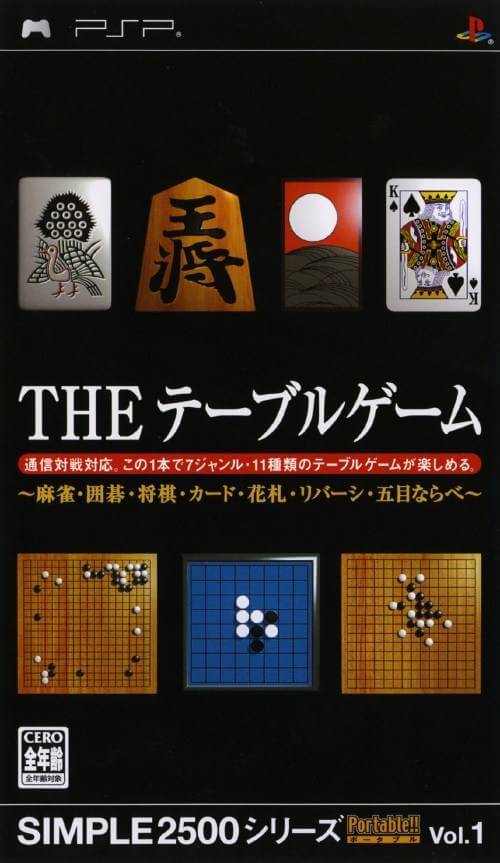 PSP
K
王将
K
THE テーブルゲーム
通信対戦対応。この1本で7ジャンル・11種類のテーブルゲームが楽しめる。
～麻雀・囲碁・将棋・カード・花札・リバーシ・五目ならべ～
CERO
全年齢
全年齢対象
SIMPLE2500シリーズ Portable!! ポータブル Vol.1